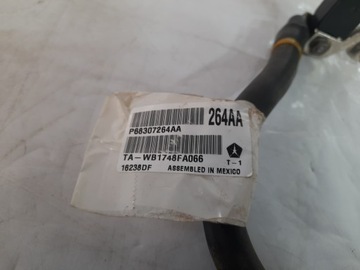 264AA
P68307264AA
TA-WB1748FA066
T-1
16238DF ASSEMBLED IN MEXICO